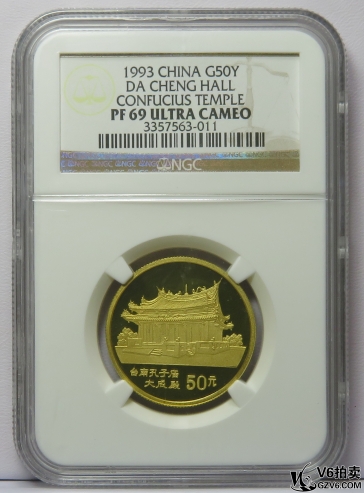 1993 CHINA G50Y
DA CHENG HALL
CONFUCIUS TEMPLE
PF 69 ULTRA CAMEO
3357563-011
NGC
台南孔子庙
大成殿 50元
V6拍卖
GZV6.COM